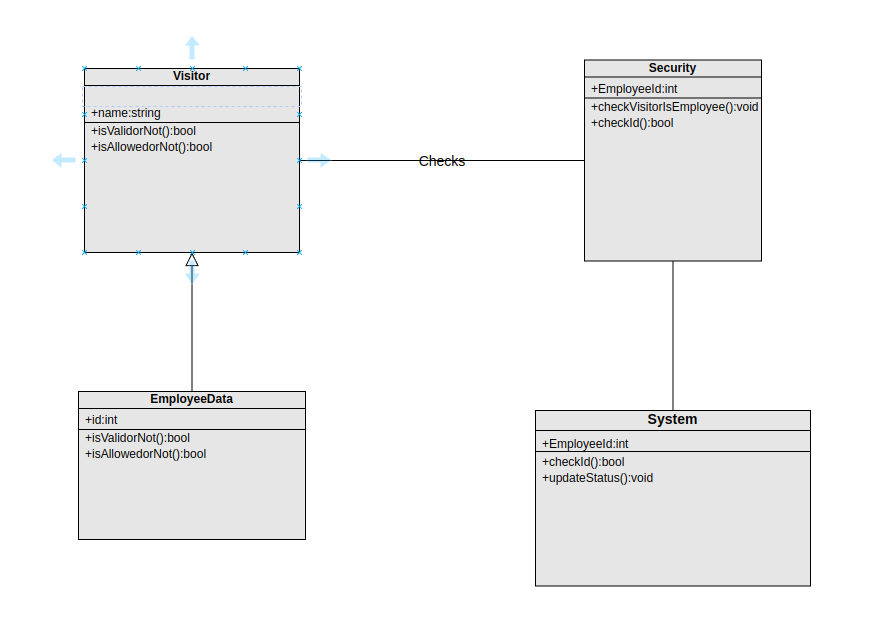 Visitor
+name:string
+isValidorNot():bool
+isAllowedorNot():bool
Checks
Security
+EmployeeId:int
+checkVisitorIsEmployee():void
+checkId():bool
EmployeeData
+id:int
+isValidorNot():bool
+isAllowedorNot():bool
System
+EmployeeId:int
+checkId():bool
+updateStatus():void